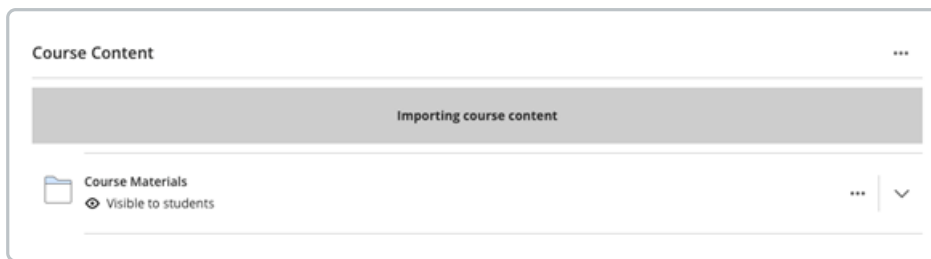 Course Content
Importing course content
Course Materials
Visible to students